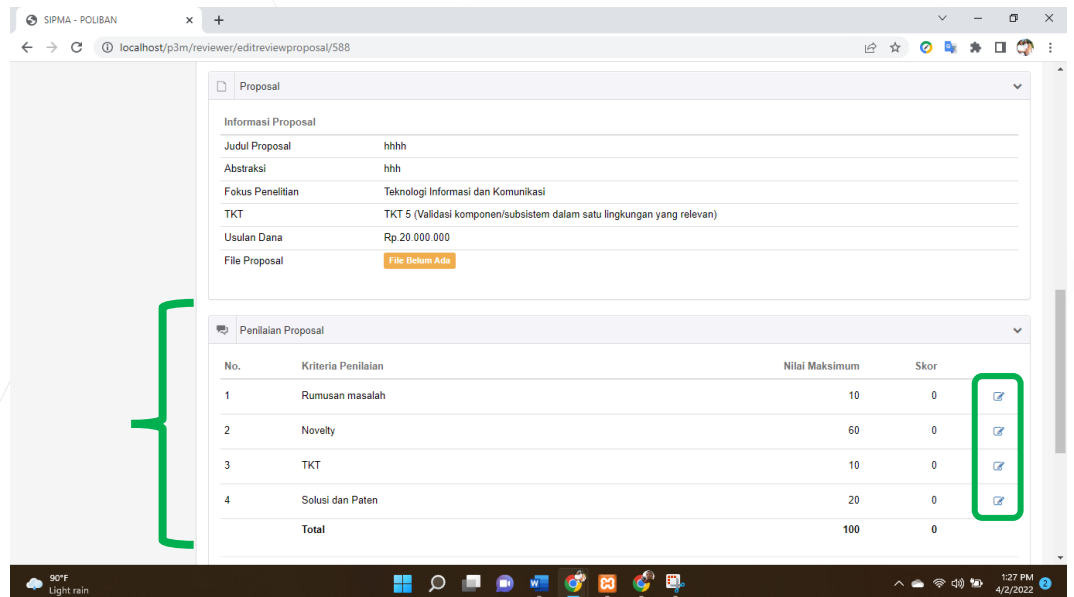 SIPMA - POLIBAN
localhost/p3m/reviewer/editreviewproposal/588
Proposal
Informasi Proposal
Judul Proposal hhhh
Abstraksi hhh
Fokus Penelitian Teknologi Informasi dan Komunikasi
TKT TKT 5 (Validasi komponen/subsistem dalam satu lingkungan yang relevan)
Usulan Dana Rp.20.000.000
File Proposal File Belum Ada
Penilaian Proposal
No. Kriteria Penilaian Nilai Maksimum Skor
1 Rumusan masalah 10 0
2 Novelty 60 0
3 TKT 10 0
4 Solusi dan Paten 20 0
Total 100 0
90°F
Light rain
1:27 PM
4/2/2022
2